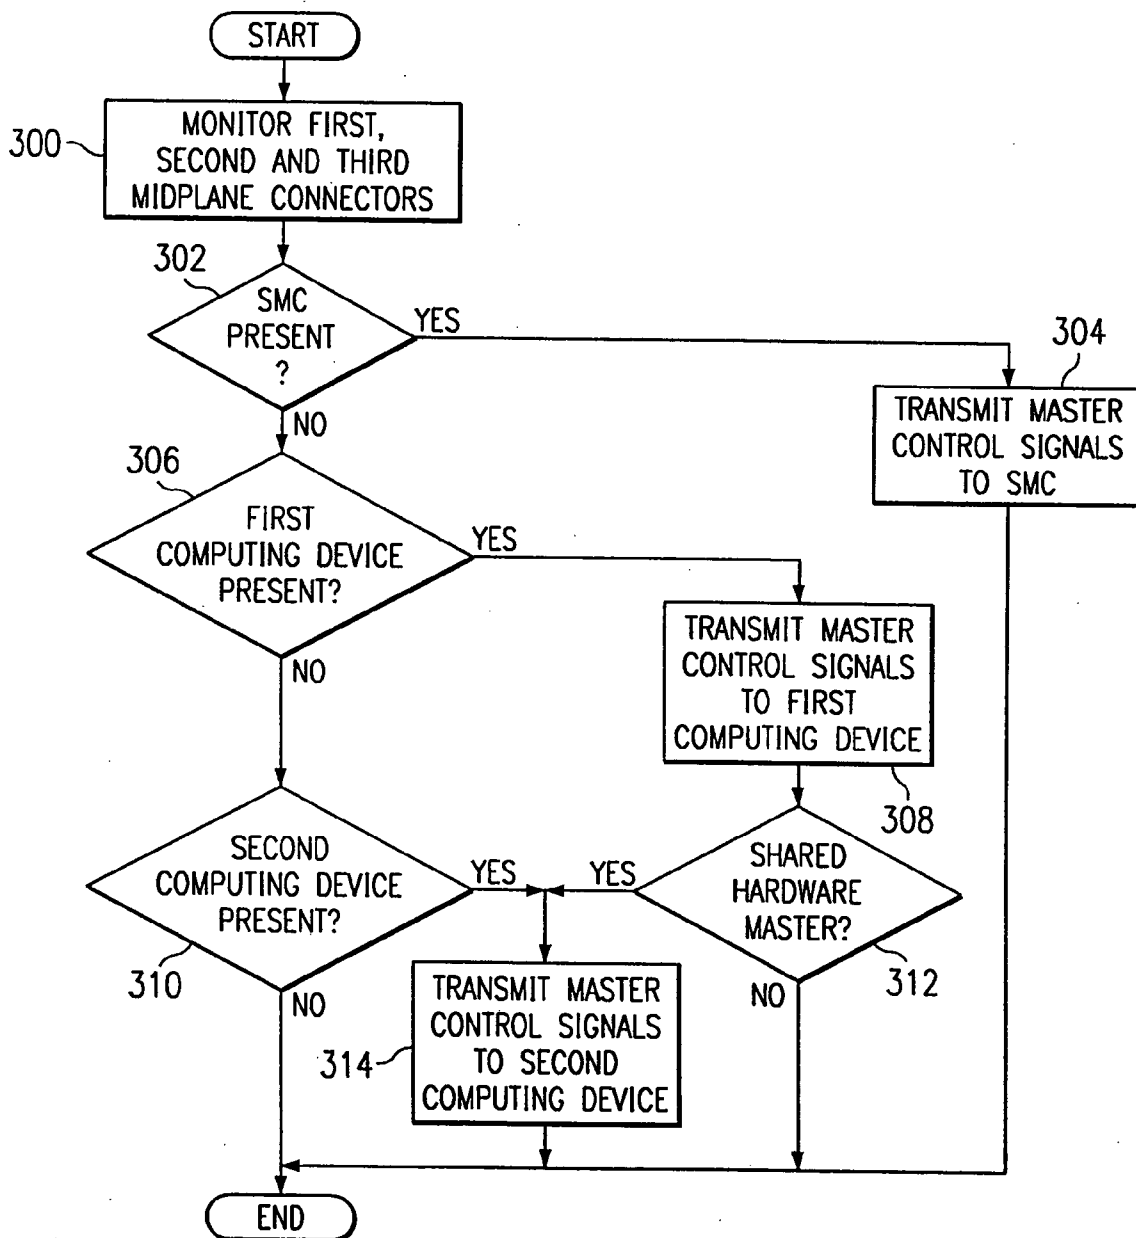 START
300
MONITOR FIRST,
SECOND AND THIRD
MIDPLANE CONNECTORS
302
SMC
PRESENT
?
YES
NO
304
TRANSMIT MASTER
CONTROL SIGNALS
TO SMC
306
FIRST
COMPUTING DEVICE
PRESENT?
YES
NO
TRANSMIT MASTER
CONTROL SIGNALS
TO FIRST
COMPUTING DEVICE
308
SECOND
COMPUTING DEVICE
PRESENT?
YES
310
NO
YES
SHARED
HARDWARE
MASTER?
312
NO
TRANSMIT MASTER
CONTROL SIGNALS
TO SECOND
COMPUTING DEVICE
314
END